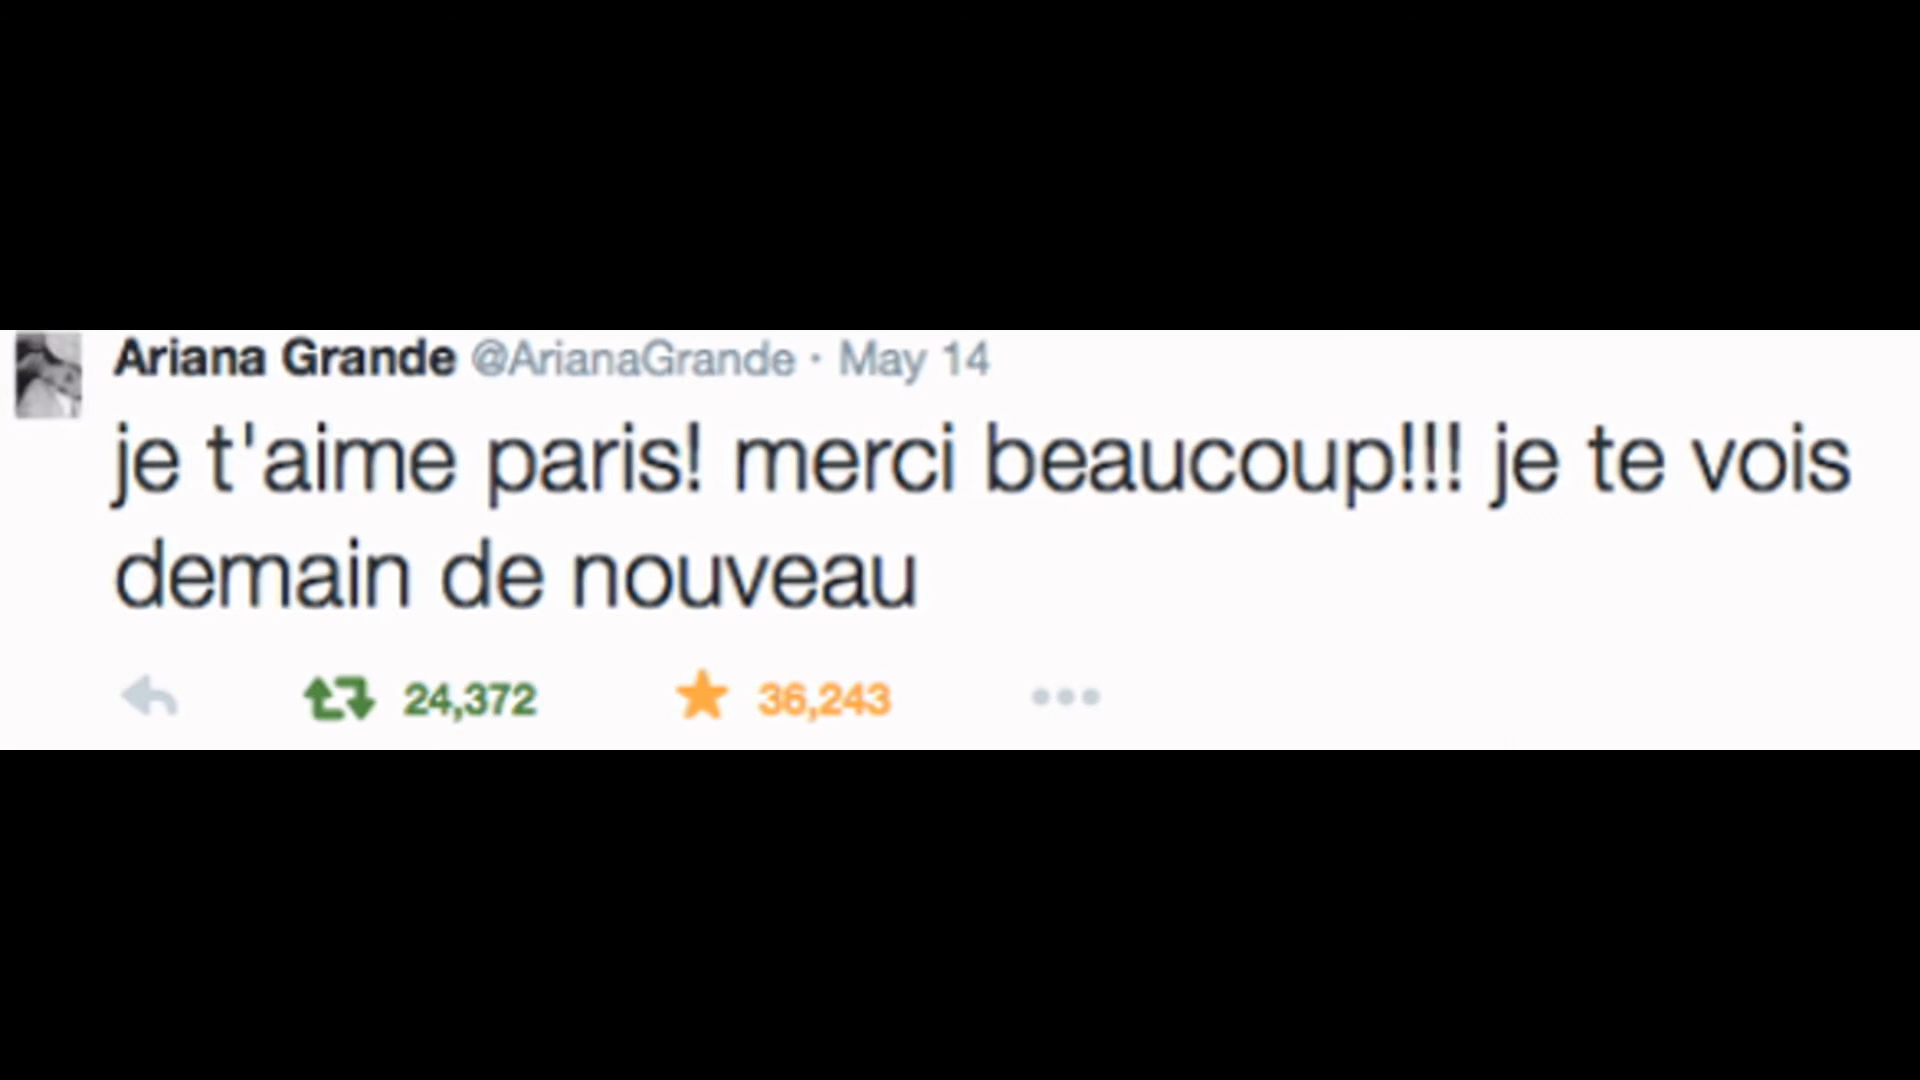 Ariana Grande @ArianaGrande · May 14
je t'aime paris! merci beaucoup!!! je te vois
demain de nouveau
24,372 36,243